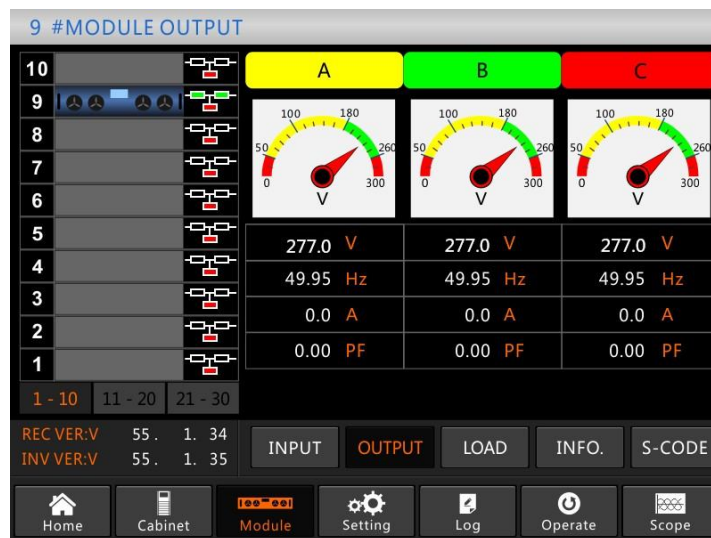 9 #MODULE OUTPUT
10
9
8
7
6
5
4
3
2
1
1 - 10 11 - 20 21 - 30
REC VER:V 55. 1. 34
INV VER:V 55. 1. 35
A B C
0 50 100 180 260 300 V
0 50 100 180 260 300 V
0 50 100 180 260 300 V
277.0 V 277.0 V 277.0 V
49.95 Hz 49.95 Hz 49.95 Hz
0.0 A 0.0 A 0.0 A
0.00 PF 0.00 PF 0.00 PF
INPUT OUTPUT LOAD INFO. S-CODE
Home Cabinet Module Setting Log Operate Scope